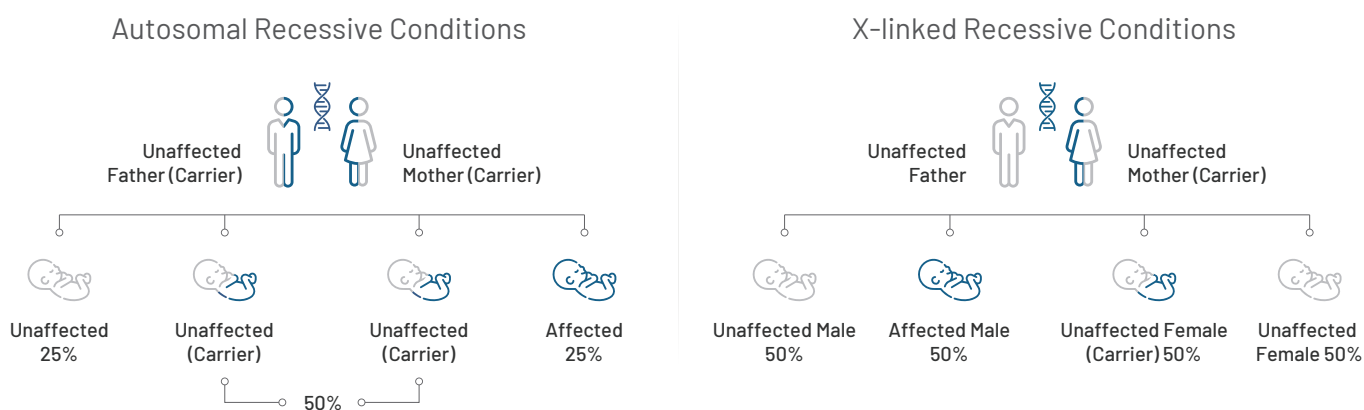 Autosomal Recessive Conditions
Unaffected
Father (Carrier)
Unaffected
Mother (Carrier)
Unaffected
25%
Unaffected
(Carrier)
Unaffected
(Carrier)
Affected
25%
50%
X-linked Recessive Conditions
Unaffected
Father
Unaffected
Mother (Carrier)
Unaffected Male
50%
Affected Male
50%
Unaffected Female
(Carrier) 50%
Unaffected
Female 50%